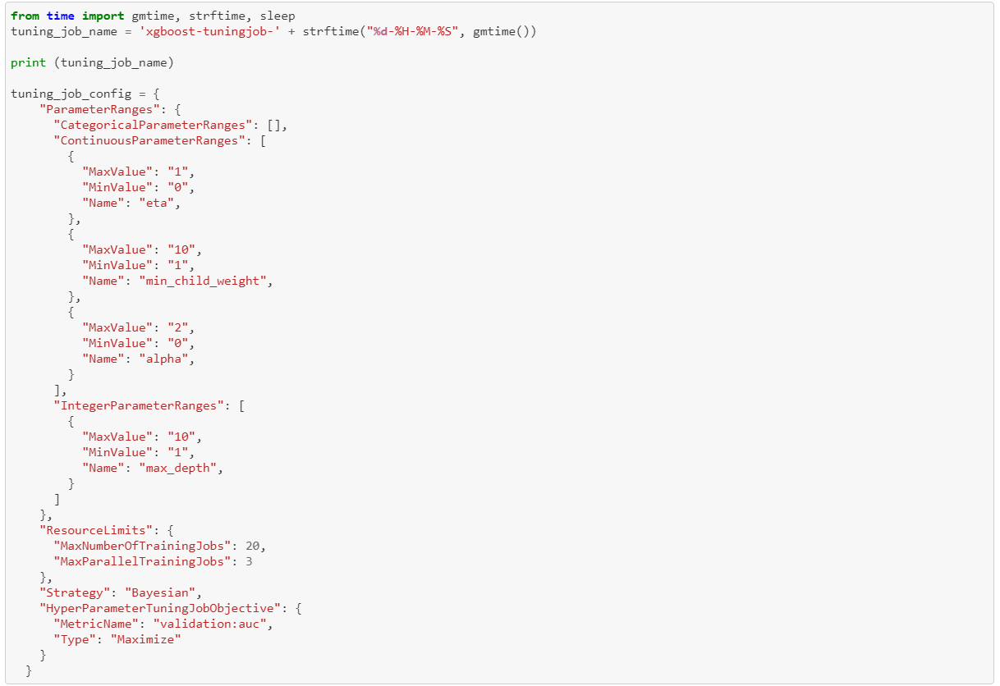 from time import gmtime, strftime, sleep
tuning_job_name = 'xgboost-tuningjob-' + strftime("%d-%H-%M-%S", gmtime())

print (tuning_job_name)

tuning_job_config = {
    "ParameterRanges": {
      "CategoricalParameterRanges": [],
      "ContinuousParameterRanges": [
        {
          "MaxValue": "1",
          "MinValue": "0",
          "Name": "eta",
        },
        {
          "MaxValue": "10",
          "MinValue": "1",
          "Name": "min_child_weight",
        },
        {
          "MaxValue": "2",
          "MinValue": "0",
          "Name": "alpha",
        }
      ],
      "IntegerParameterRanges": [
        {
          "MaxValue": "10",
          "MinValue": "1",
          "Name": "max_depth",
        }
      ]
    },
    "ResourceLimits": {
      "MaxNumberOfTrainingJobs": 20,
      "MaxParallelTrainingJobs": 3
    },
    "Strategy": "Bayesian",
    "HyperParameterTuningJobObjective": {
      "MetricName": "validation:auc",
      "Type": "Maximize"
    }
  }